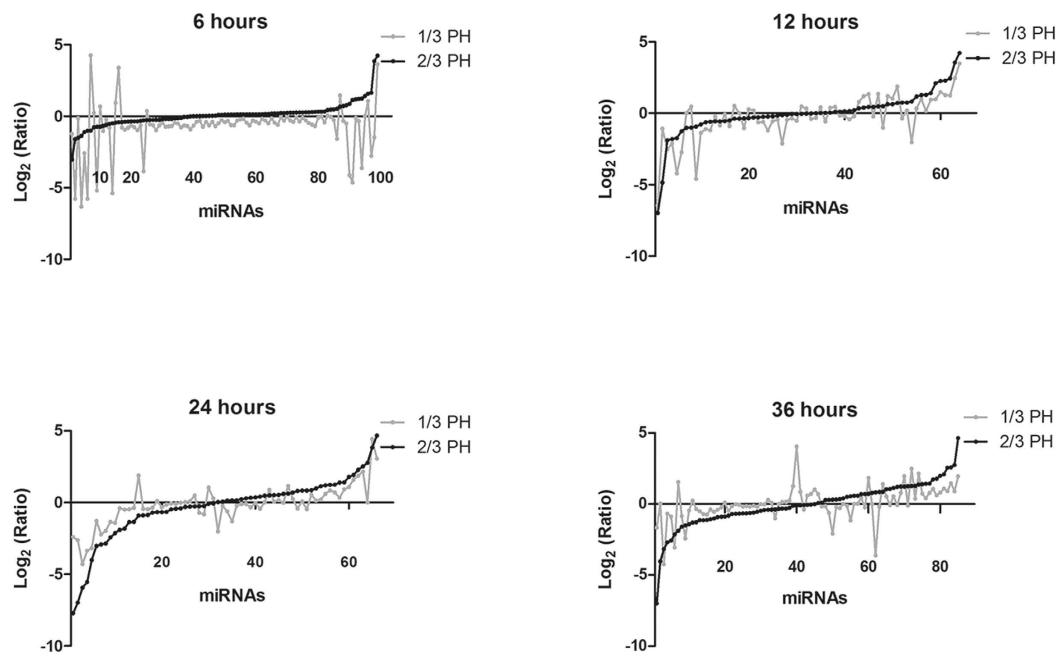 6 hours
1/3 PH
2/3 PH
Log2 (Ratio)
5
0
-5
-10
10 20 40 60 80 100
miRNAs
12 hours
1/3 PH
2/3 PH
Log2 (Ratio)
5
0
-5
-10
20 40 60
miRNAs
24 hours
1/3 PH
2/3 PH
Log2 (Ratio)
5
0
-5
-10
20 40 60
miRNAs
36 hours
1/3 PH
2/3 PH
Log2 (Ratio)
5
0
-5
-10
20 40 60 80
miRNAs